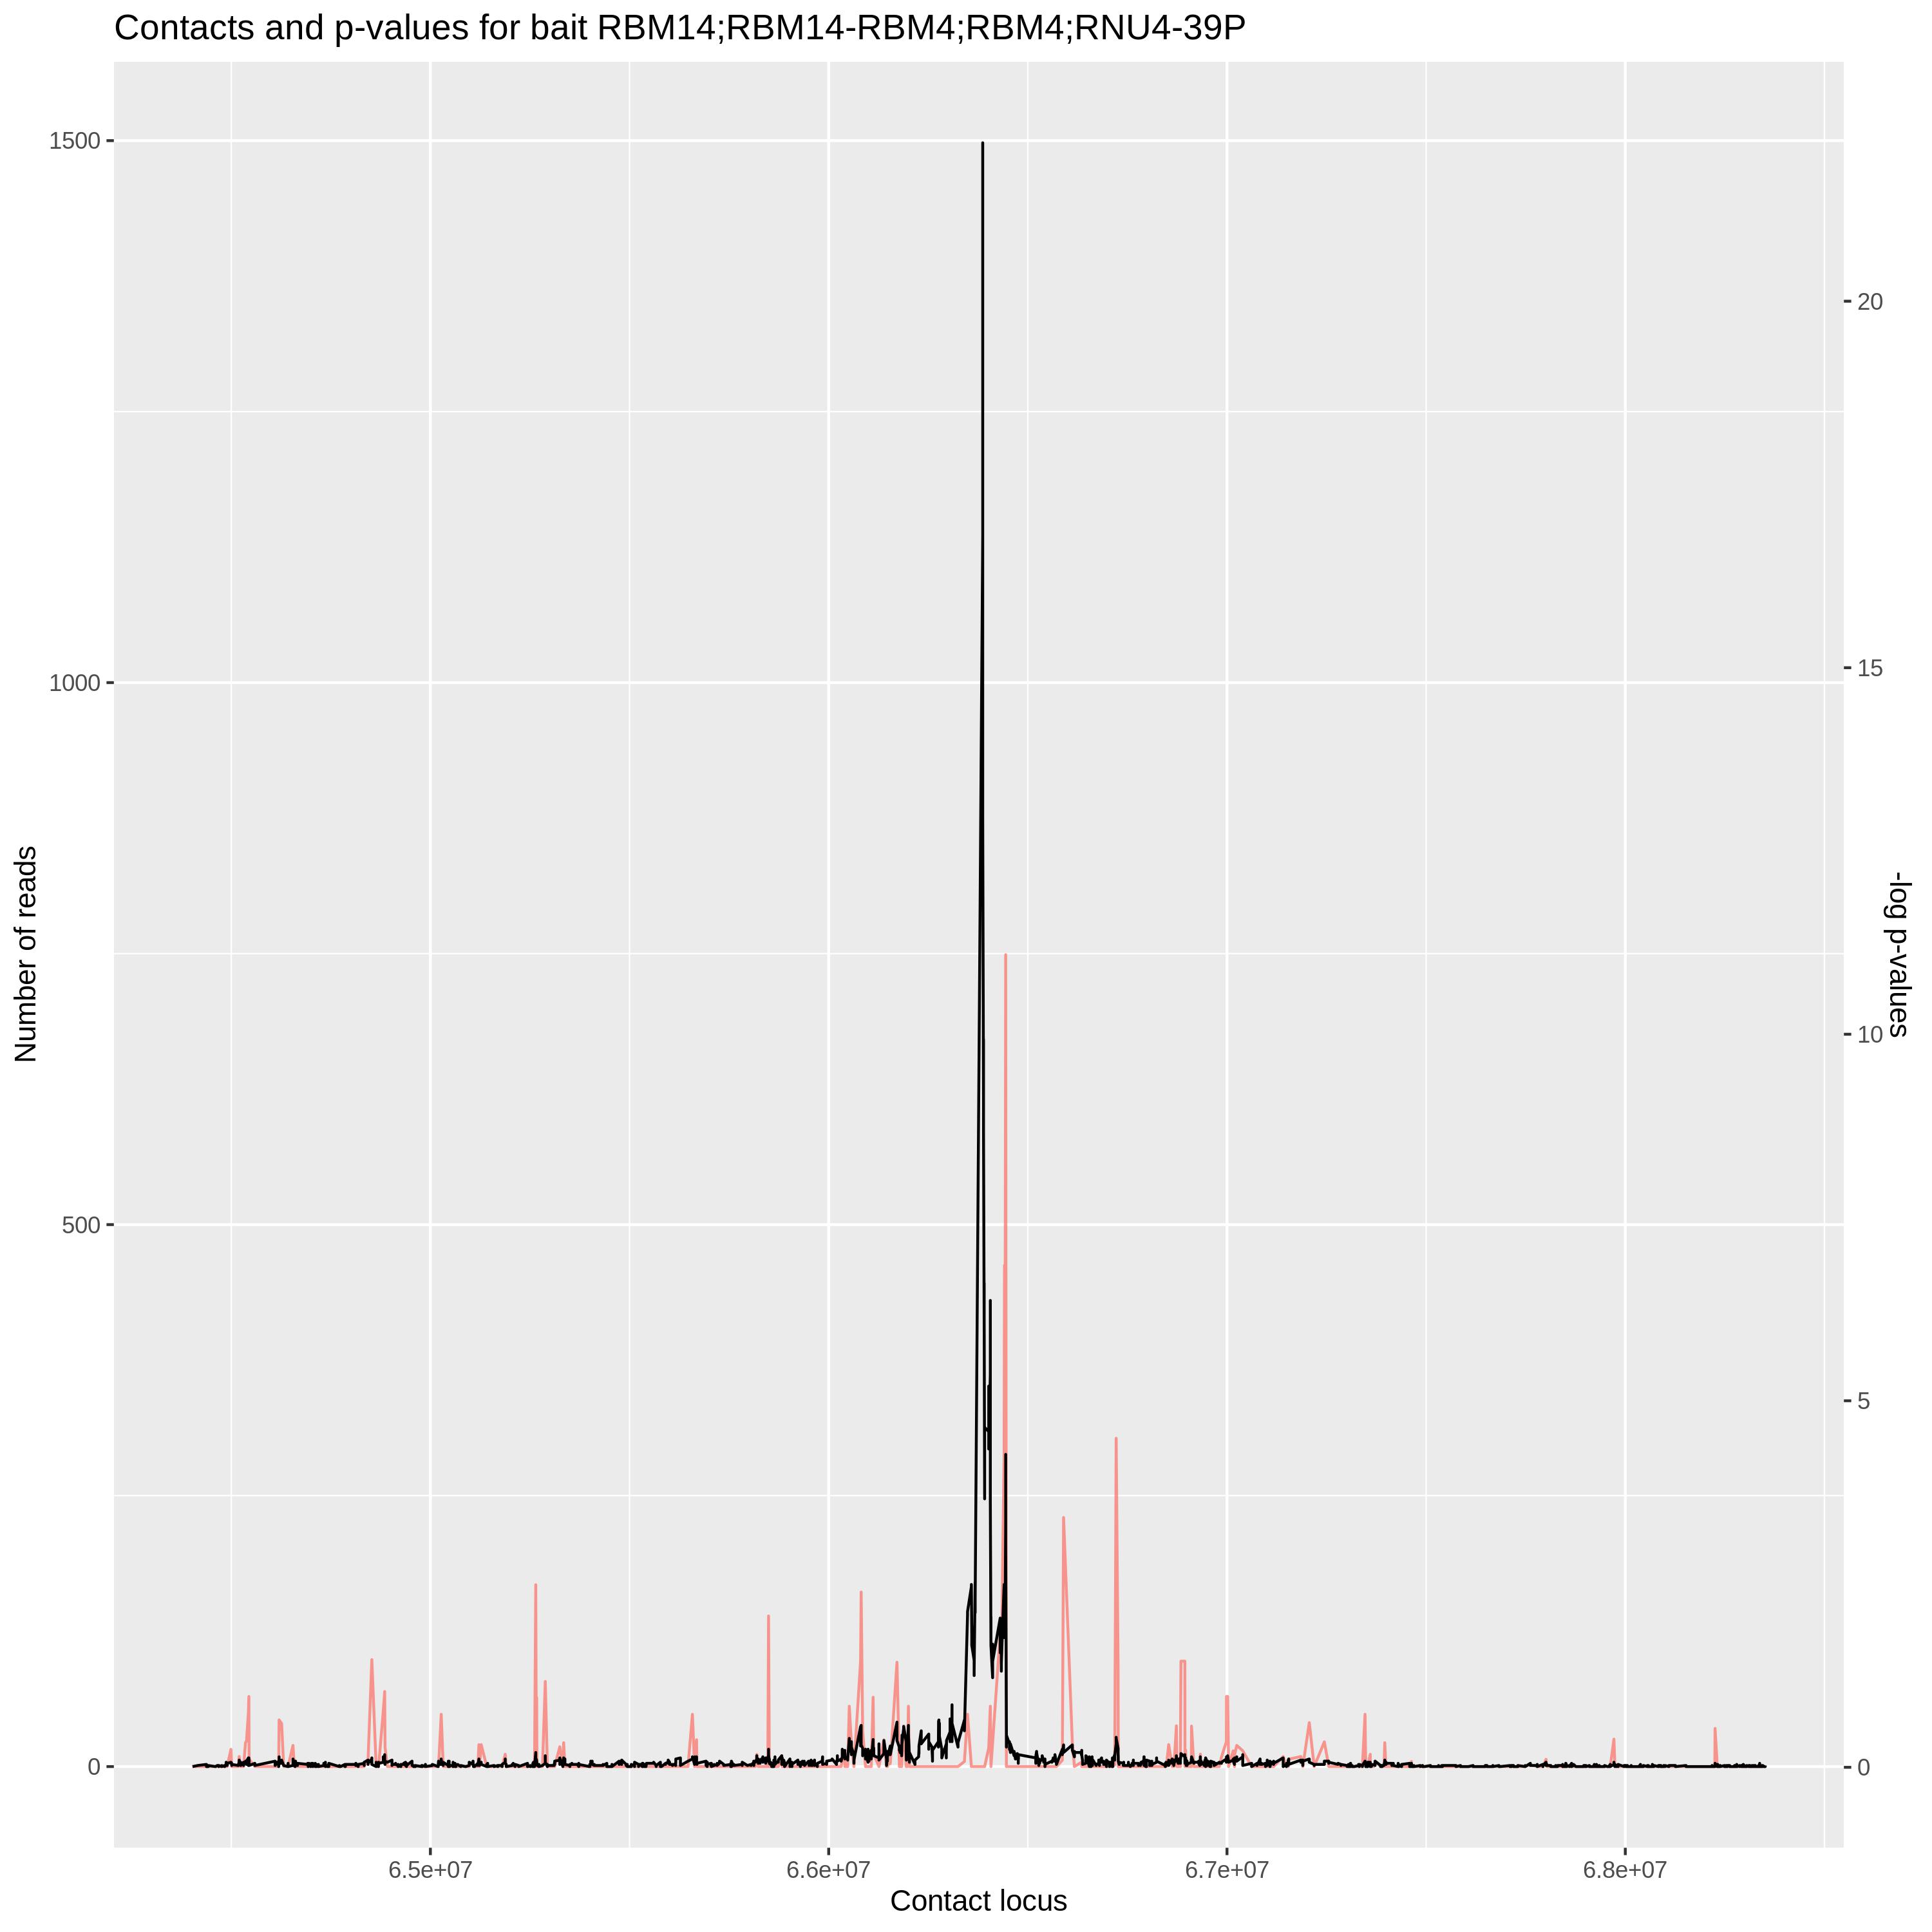 Contacts and p-values for bait RBM14;RBM14-RBM4;RBM4;RNU4-39P
1500
1000
500
0
Number of reads
20
15
10
5
0
-log p-values
6.5e+07 6.6e+07 6.7e+07 6.8e+07
Contact locus